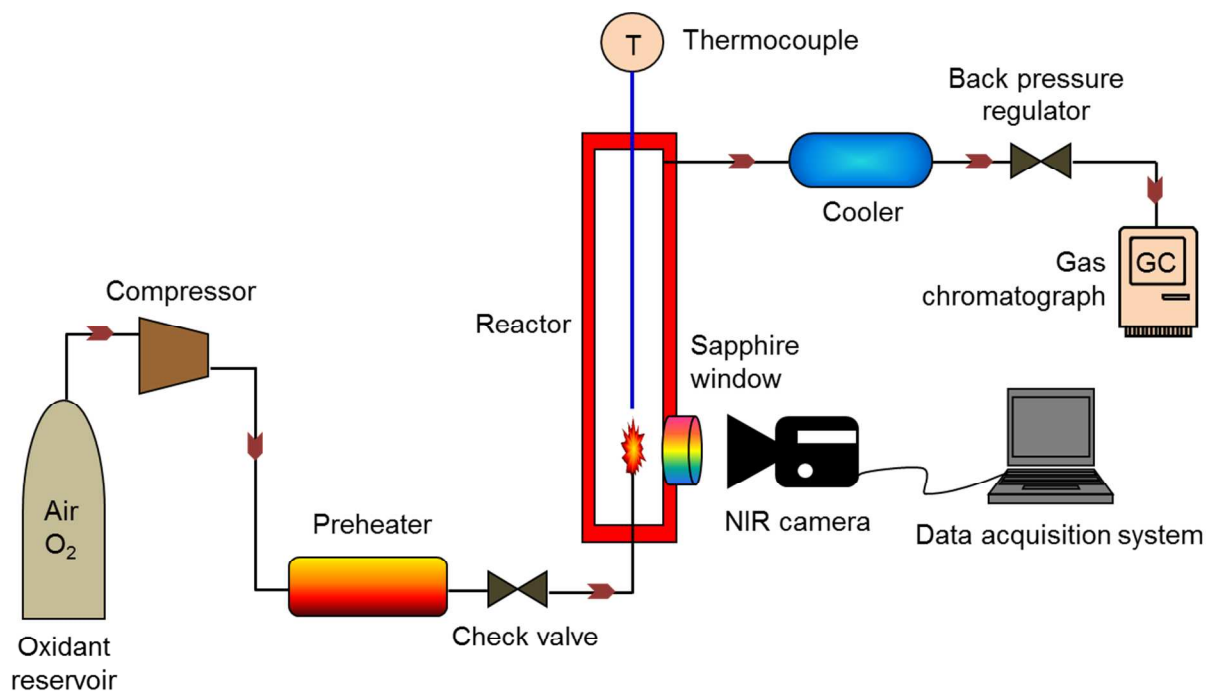 T
Thermocouple
Back pressure
regulator
Cooler
Gas
chromatograph
GC
Compressor
Reactor
Sapphire
window
Air
O₂
Preheater
NIR camera
Data acquisition system
Check valve
Oxidant
reservoir